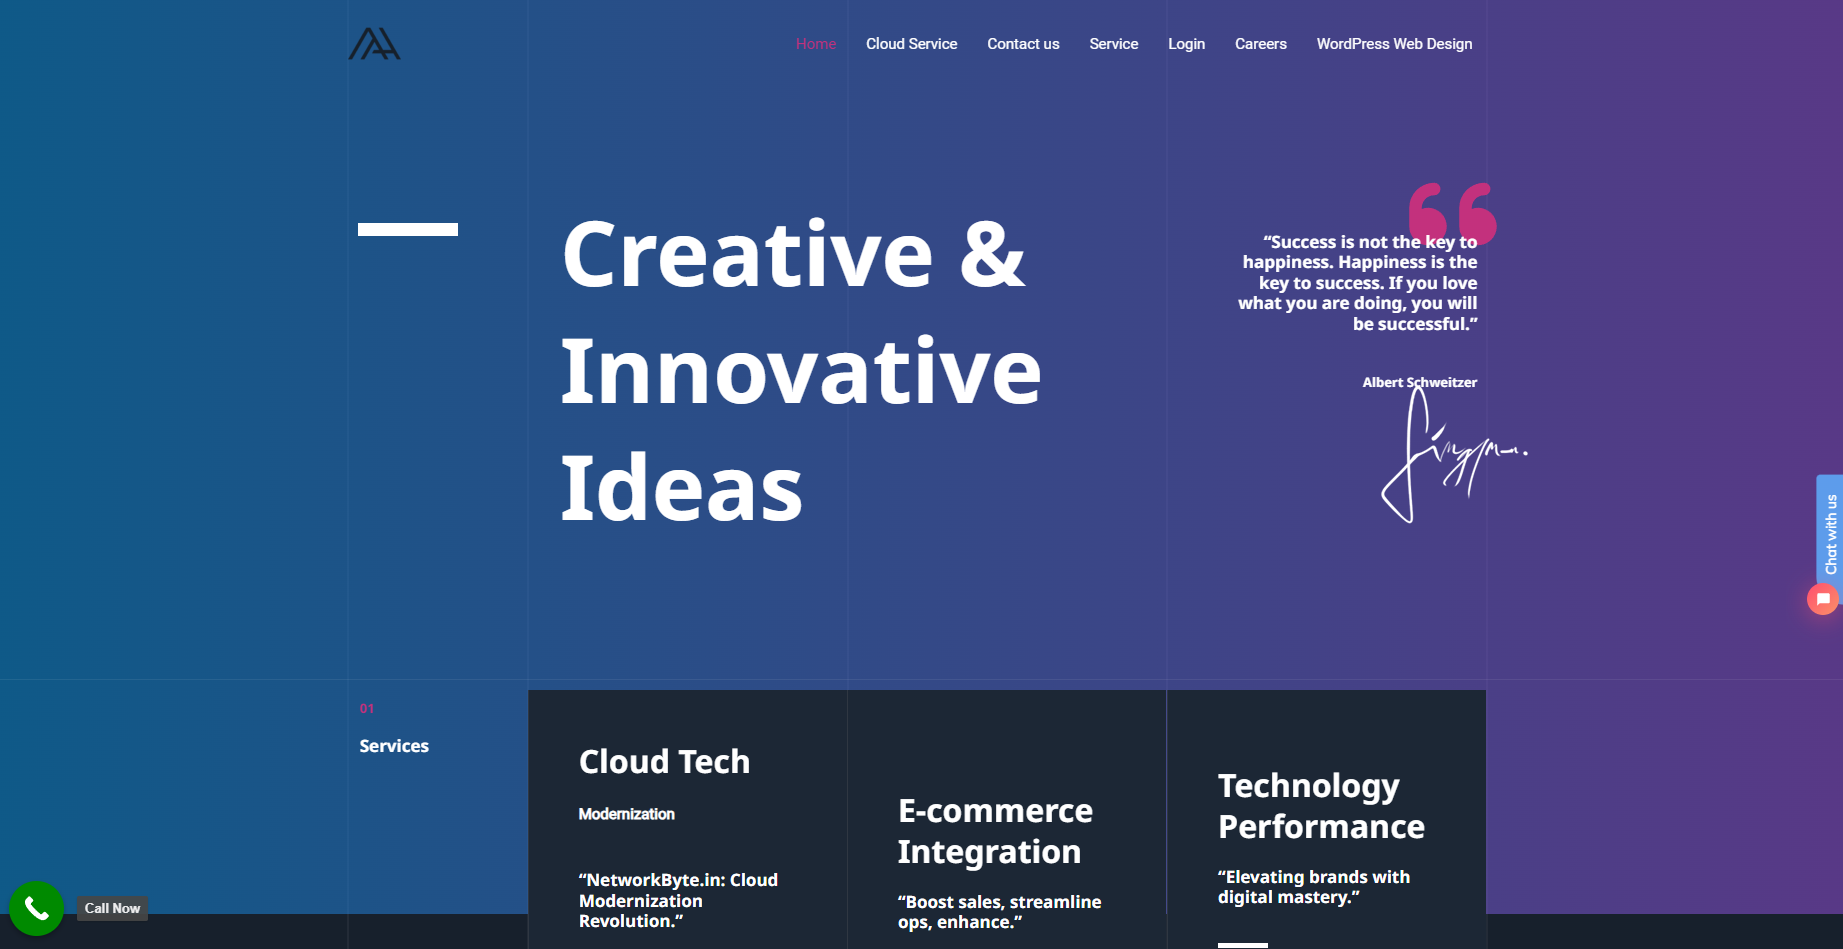 Home Cloud Service Contact us Service Login Careers WordPress Web Design
Creative &
Innovative
Ideas
“Success is not the key to
happiness. Happiness is the
key to success. If you love
what you are doing, you will
be successful.”
Albert Schweitzer
Chat with us
01
Services
Cloud Tech
Modernization
“NetworkByte.in: Cloud
Modernization
Revolution.”
E-commerce
Integration
“Boost sales, streamline
ops, enhance.”
Technology
Performance
“Elevating brands with
digital mastery.”
Call Now